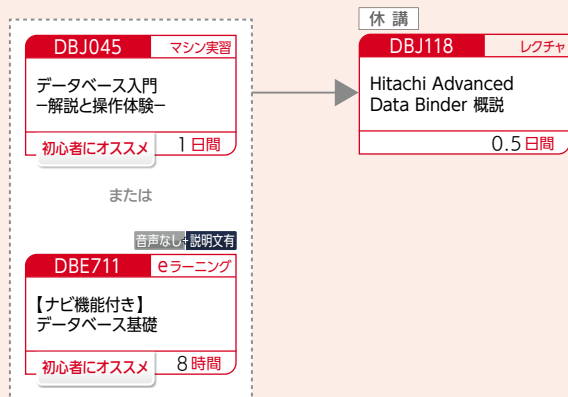 DBJ045 マシン実習
データベース入門
−解説と操作体験−
初心者にオススメ 1日間
または
音声なし+説明文有
DBE711 eラーニング
【ナビ機能付き】
データベース基礎
初心者にオススメ 8時間
休講
DBJ118 レクチャ
Hitachi Advanced
Data Binder 概説
0.5日間